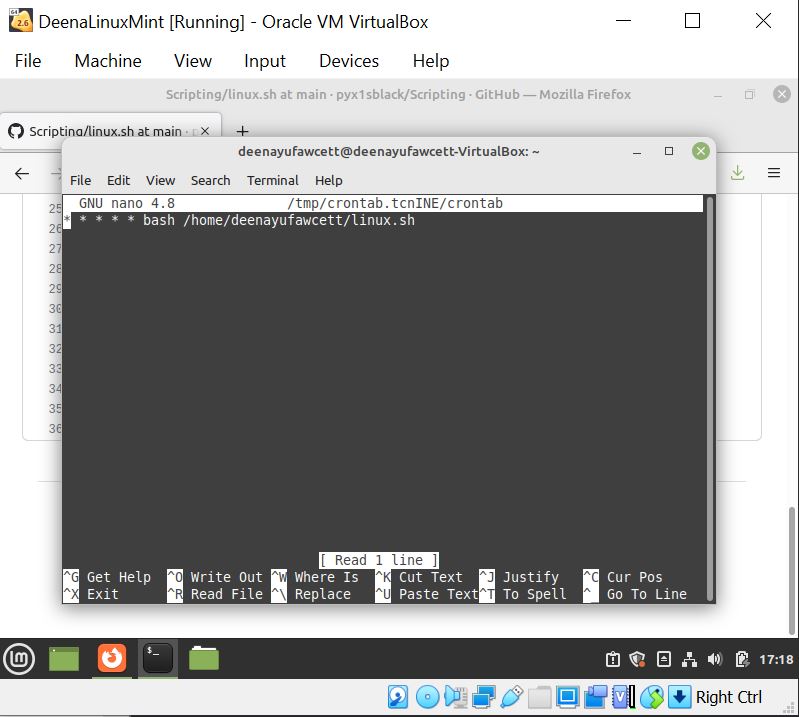 DeenaLinuxMint [Running] - Oracle VM VirtualBox
File Machine View Input Devices Help
Scripting/linux.sh at main · pyx1sblack/Scripting · GitHub — Mozilla Firefox
Scripting/linux.sh at main ·
deenayufawcett@deenayufawcett-VirtualBox: ~
File Edit View Search Terminal Help
GNU nano 4.8 /tmp/crontab.tcnINE/crontab
* * * * * bash /home/deenayufawcett/linux.sh
25
26
27
28
29
30
31
32
33
34
35
36
[ Read 1 line ]
^G Get Help ^O Write Out ^W Where Is ^K Cut Text ^J Justify ^C Cur Pos
^X Exit ^R Read File ^\ Replace ^U Paste Text ^T To Spell ^_ Go To Line
$_
17:18
64
2.6
Right Ctrl